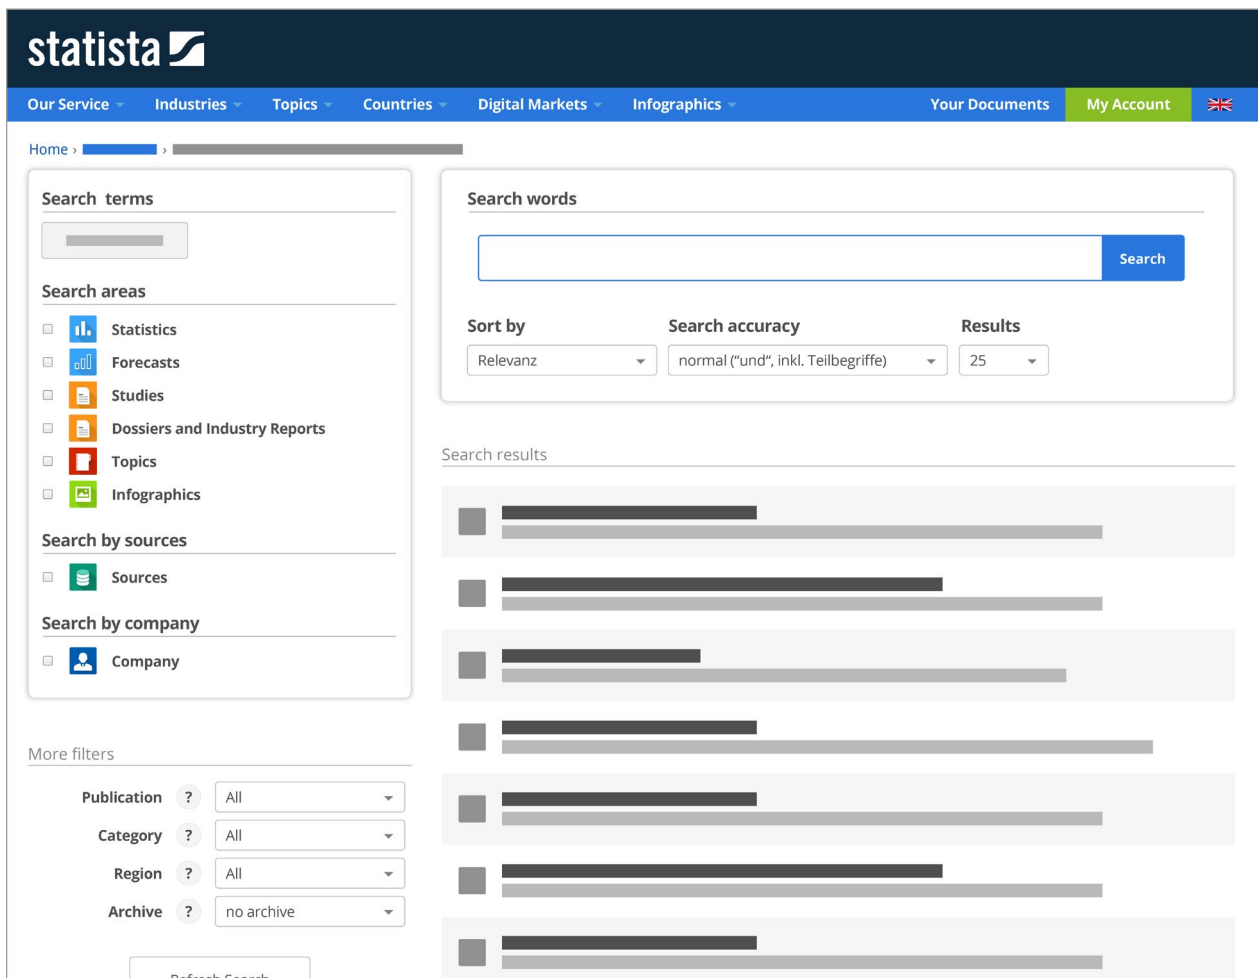 statista
Our Service Industries Topics Countries Digital Markets Infographics Your Documents My Account
Home › ›
Search terms
Search areas
Statistics
Forecasts
Studies
Dossiers and Industry Reports
Topics
Infographics
Search by sources
Sources
Search by company
Company
More filters
Publication ? All
Category ? All
Region ? All
Archive ? no archive
Refresh Search
Search words
Search
Sort by Search accuracy Results
Relevanz normal (“und“, inkl. Teilbegriffe) 25
Search results